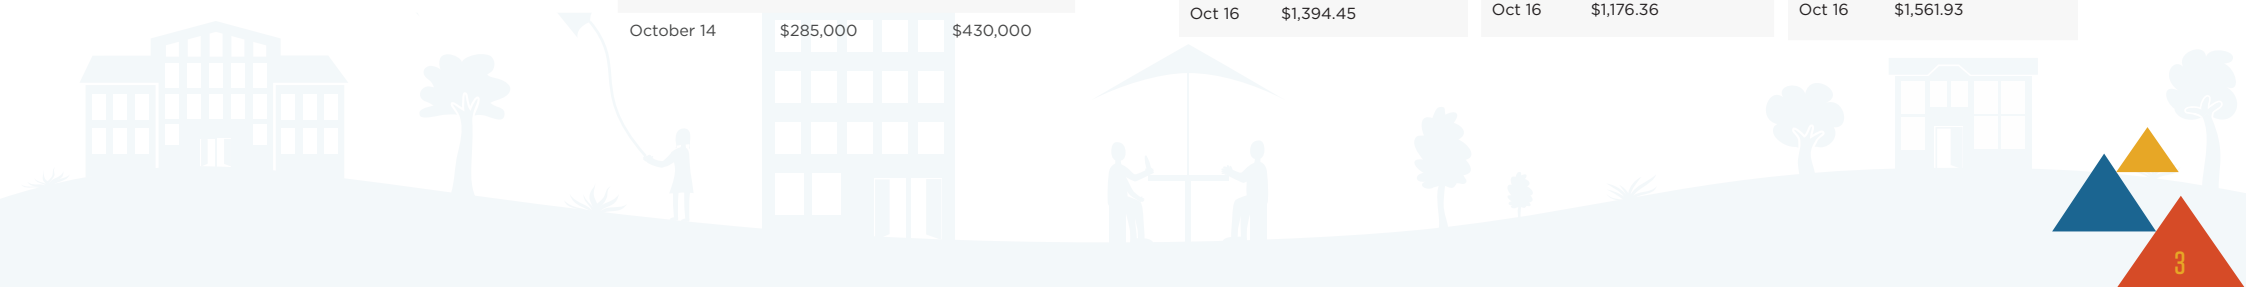 October 14 $285,000 $430,000
Oct 16 $1,394.45
Oct 16 $1,176.36
Oct 16 $1,561.93
3